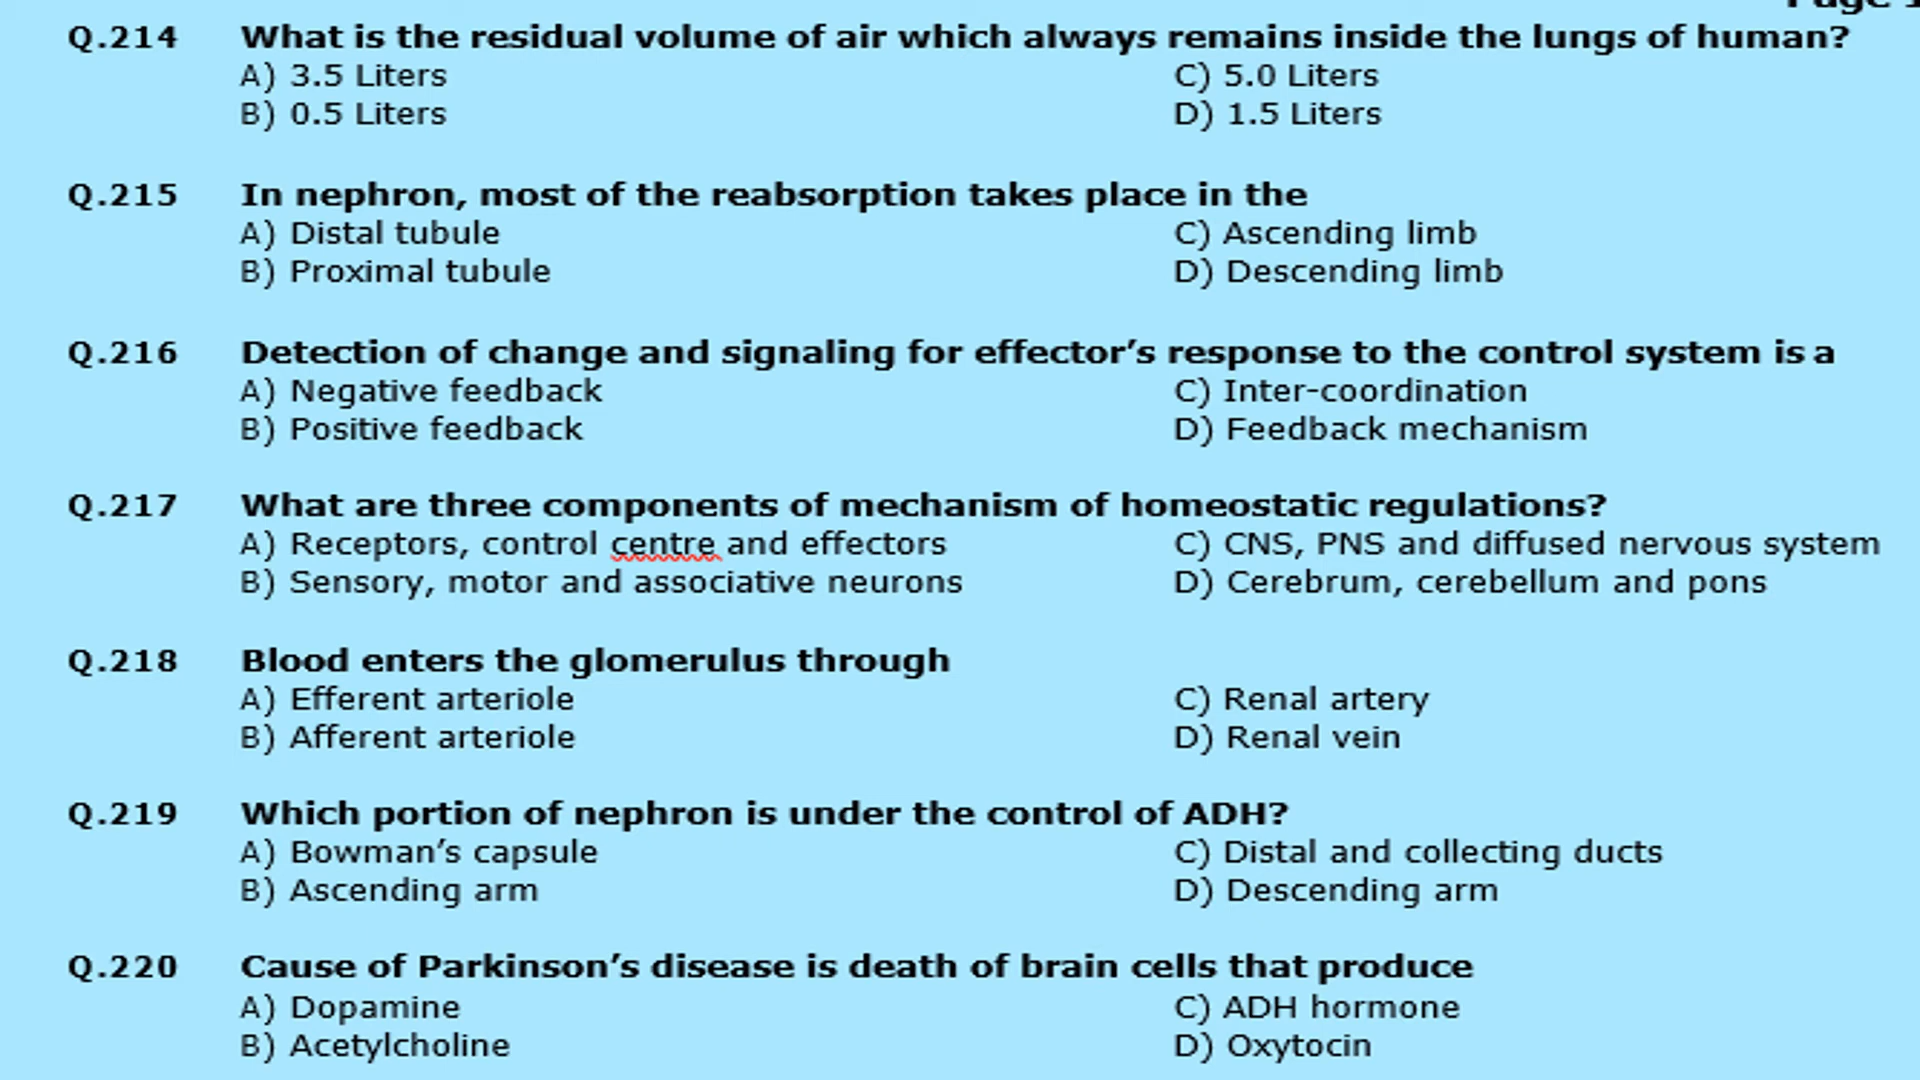 Q.214 What is the residual volume of air which always remains inside the lungs of human?
A) 3.5 Liters C) 5.0 Liters
B) 0.5 Liters D) 1.5 Liters
Q.215 In nephron, most of the reabsorption takes place in the
A) Distal tubule C) Ascending limb
B) Proximal tubule D) Descending limb
Q.216 Detection of change and signaling for effector’s response to the control system is a
A) Negative feedback C) Inter-coordination
B) Positive feedback D) Feedback mechanism
Q.217 What are three components of mechanism of homeostatic regulations?
A) Receptors, control centre and effectors C) CNS, PNS and diffused nervous system
B) Sensory, motor and associative neurons D) Cerebrum, cerebellum and pons
Q.218 Blood enters the glomerulus through
A) Efferent arteriole C) Renal artery
B) Afferent arteriole D) Renal vein
Q.219 Which portion of nephron is under the control of ADH?
A) Bowman’s capsule C) Distal and collecting ducts
B) Ascending arm D) Descending arm
Q.220 Cause of Parkinson’s disease is death of brain cells that produce
A) Dopamine C) ADH hormone
B) Acetylcholine D) Oxytocin